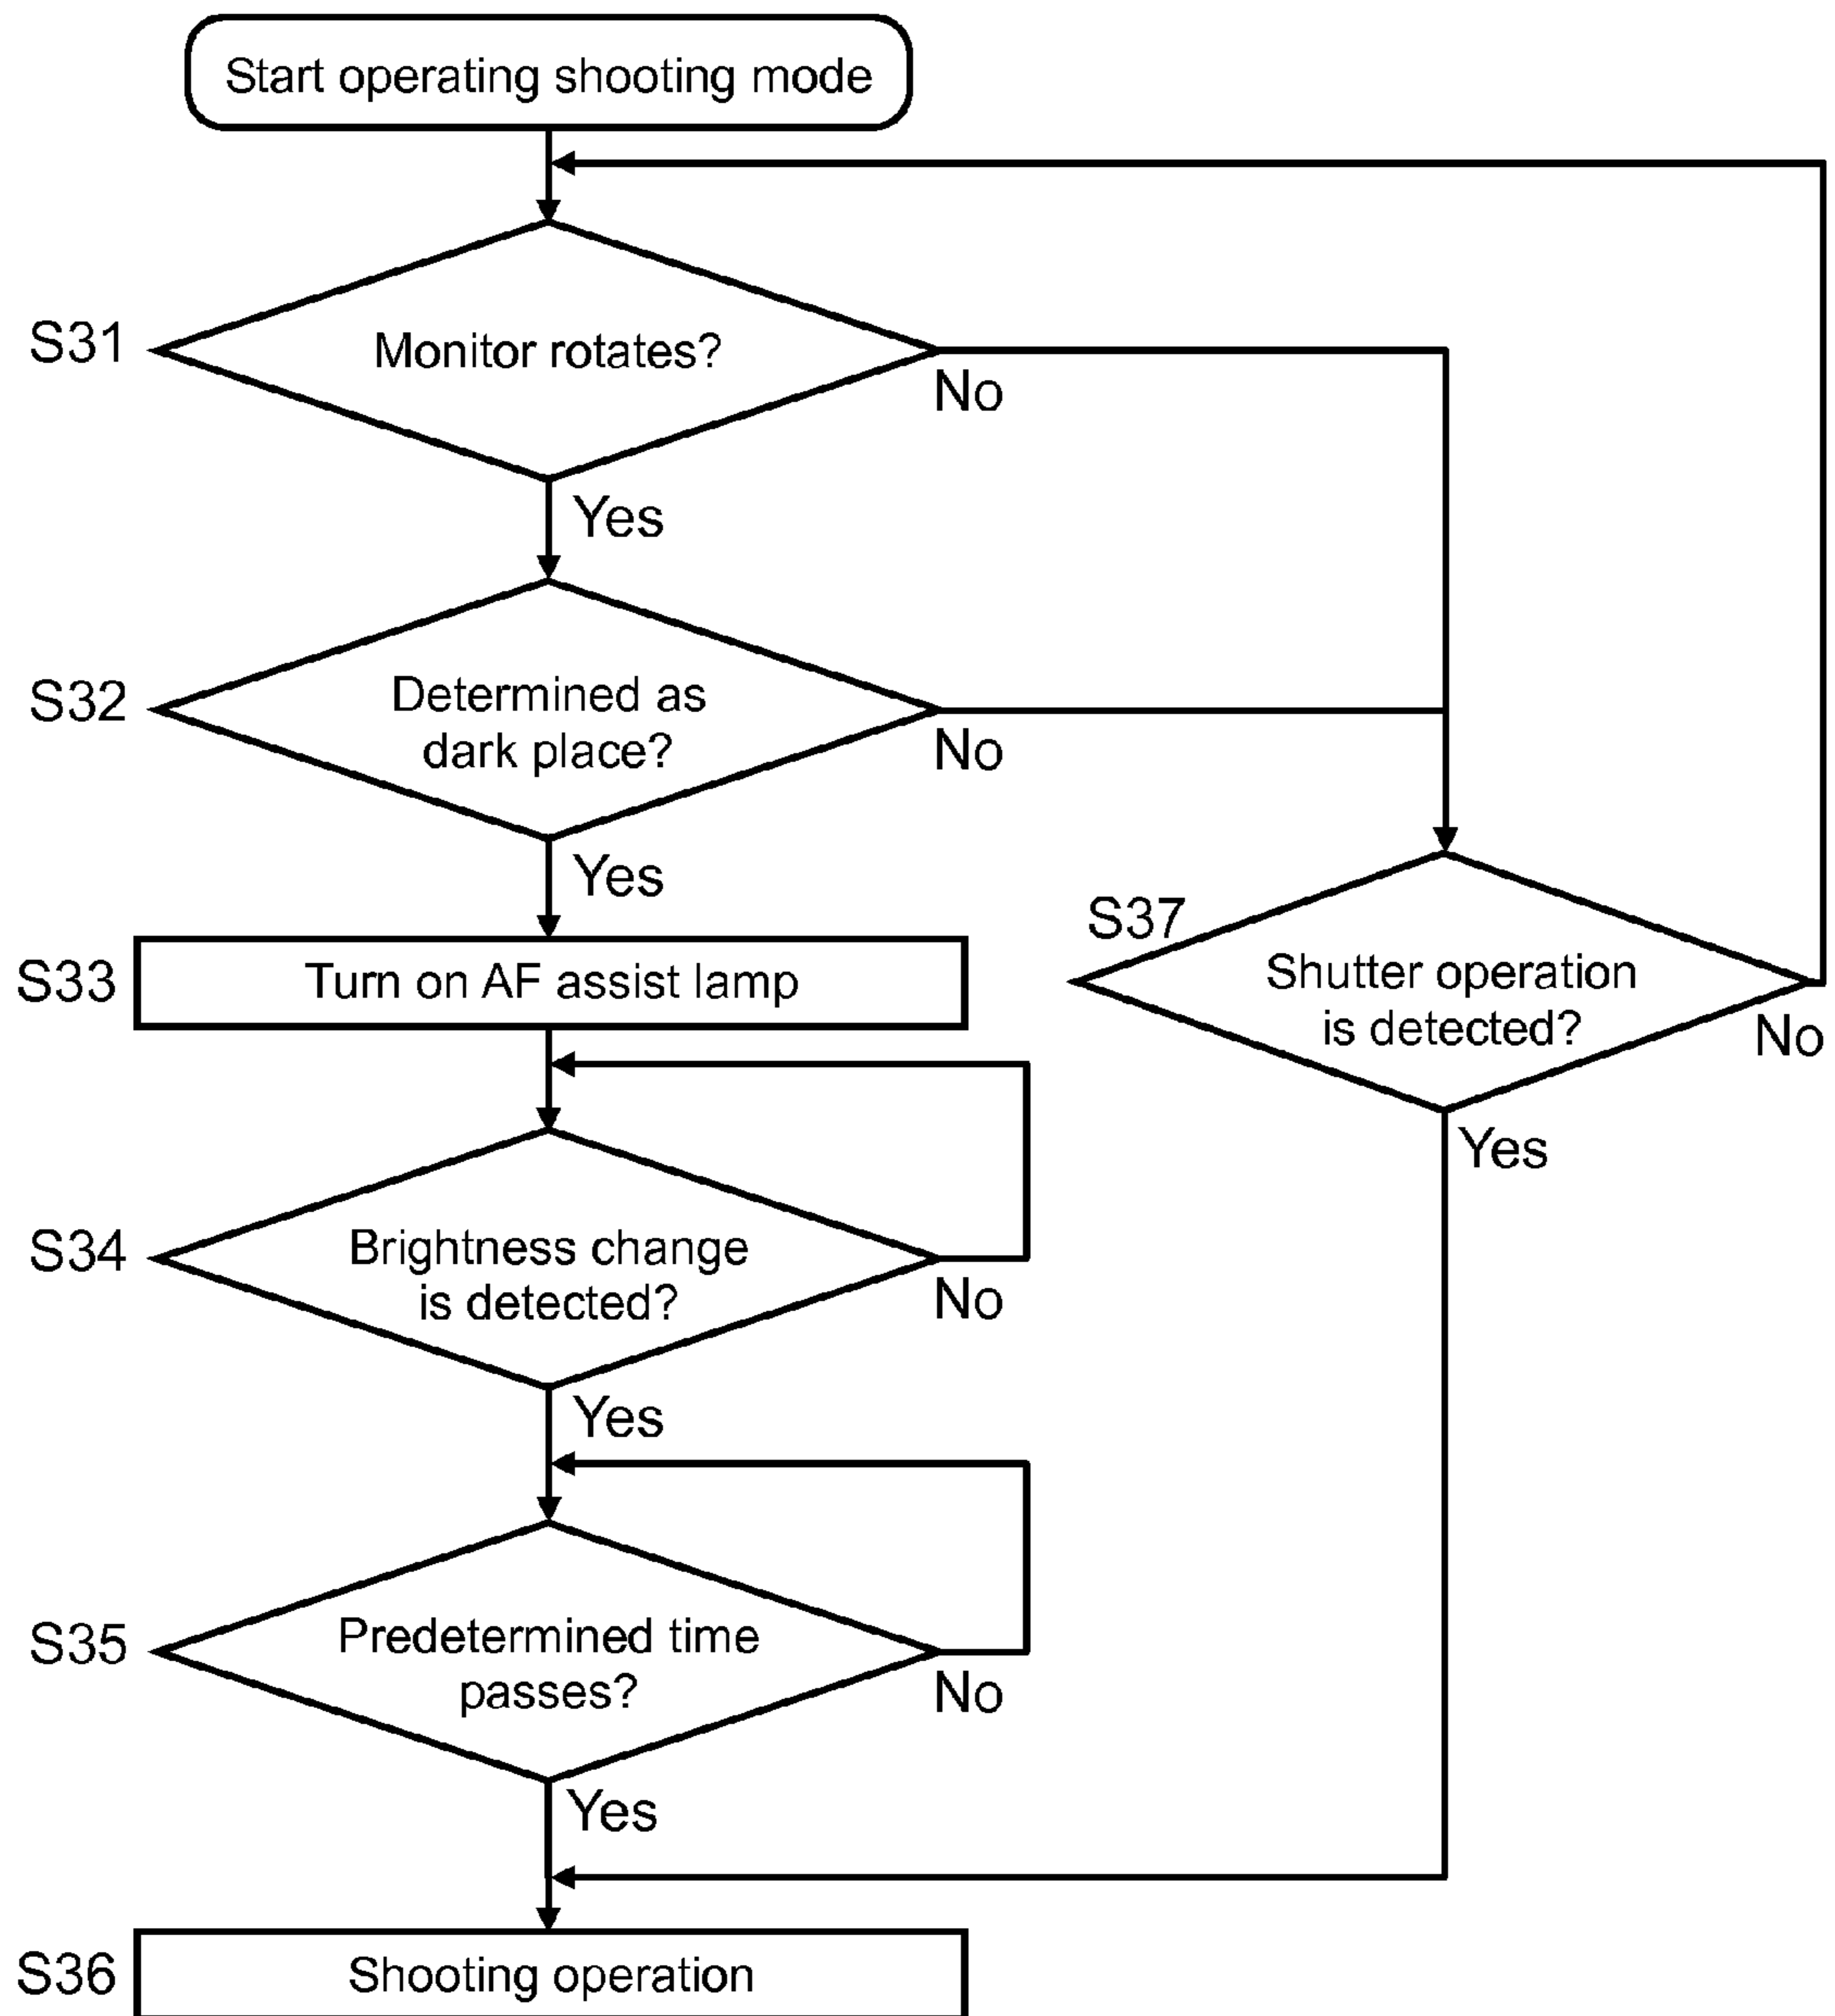 Start operating shooting mode
S31
Monitor rotates?
No
Yes
S32
Determined as
dark place?
No
Yes
S33
Turn on AF assist lamp
S37
Shutter operation
is detected?
No
Yes
S34
Brightness change
is detected?
No
Yes
S35
Predetermined time
passes?
No
Yes
S36
Shooting operation